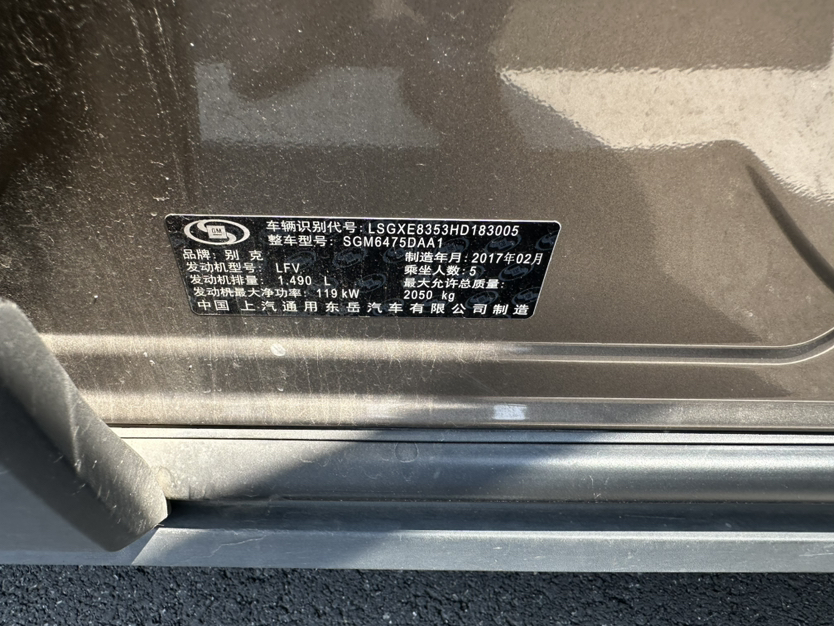 GM
车辆识别代号: LSGXE8353HD183005
整车型号: SGM6475DAA1
品牌: 别克 制造年月: 2017年02月
发动机型号: LFV 乘坐人数: 5
发动机排量: 1.490 L 最大允许总质量:
发动机最大净功率: 119 kW 2050 kg
中国 上汽通用东岳汽车有限公司制造